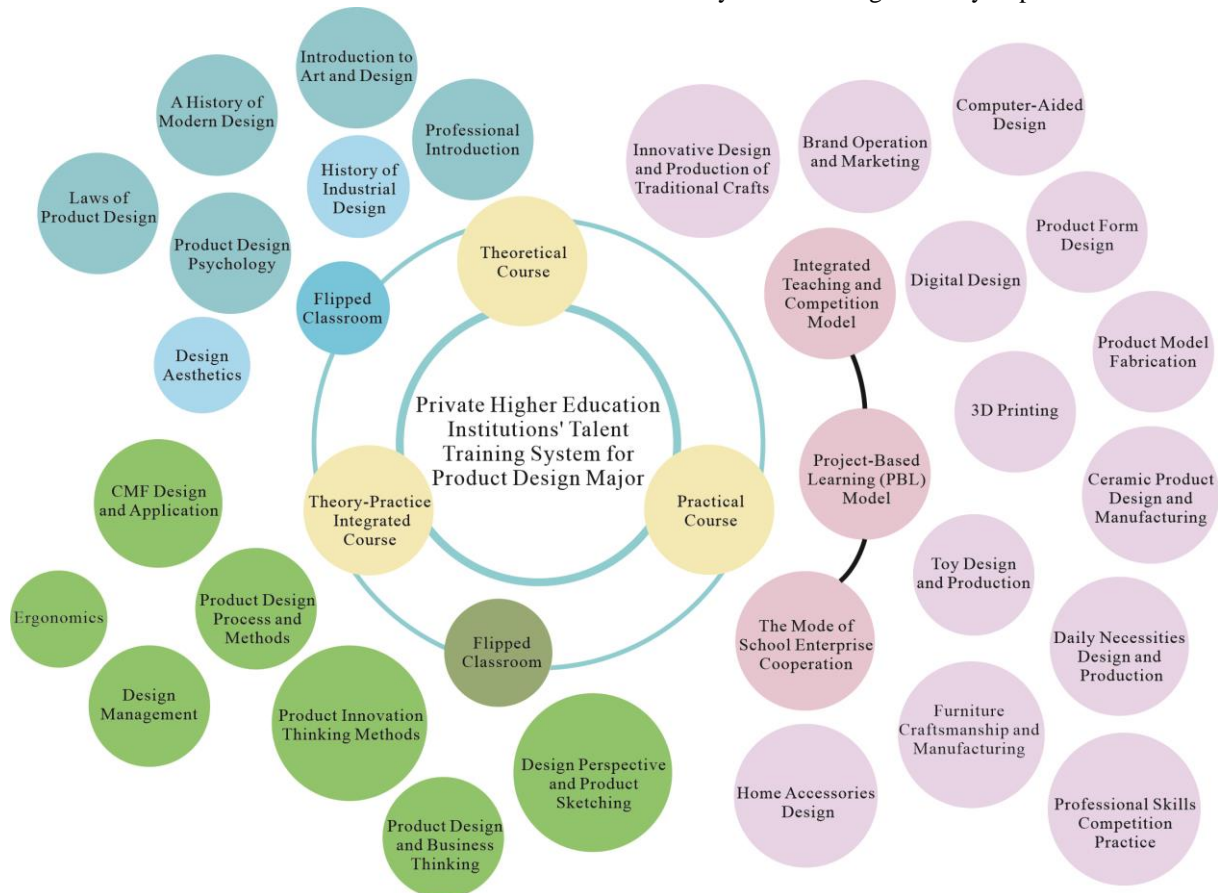 Introduction to
Art and Design
A History of
Modern Design
Professional
Introduction
History of
Industrial
Design
Laws of
Product Design
Product Design
Psychology
Flipped
Classroom
Design
Aesthetics
Theoretical
Course
Private Higher Education
Institutions' Talent
Training System for
Product Design Major
Theory-Practice
Integrated
Course
Practical
Course
Flipped
Classroom
CMF Design
and Application
Ergonomics
Product Design
Process and
Methods
Design
Management
Product Innovation
Thinking Methods
Design Perspective
and Product
Sketching
Product Design
and Business
Thinking
Innovative Design
and Production of
Traditional Crafts
Brand Operation
and Marketing
Computer-Aided
Design
Integrated
Teaching and
Competition
Model
Digital Design
Product Form
Design
Product Model
Fabrication
3D Printing
Project-Based
Learning (PBL)
Model
Ceramic Product
Design and
Manufacturing
Toy Design
and Production
The Mode of
School Enterprise
Cooperation
Daily Necessities
Design and
Production
Furniture
Craftsmanship and
Manufacturing
Home Accessories
Design
Professional Skills
Competition
Practice